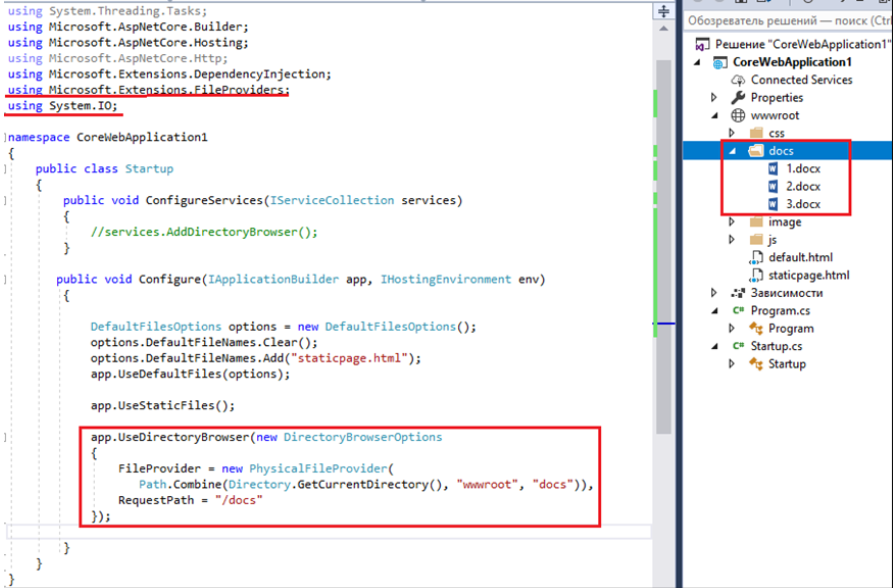 using System.Threading.Tasks;
using Microsoft.AspNetCore.Builder;
using Microsoft.AspNetCore.Hosting;
using Microsoft.AspNetCore.Http;
using Microsoft.Extensions.DependencyInjection;
using Microsoft.Extensions.FileProviders;
using System.IO;
namespace CoreWebApplication1
{
public class Startup
{
public void ConfigureServices(IServiceCollection services)
{
//services.AddDirectoryBrowser();
}
public void Configure(IApplicationBuilder app, IHostingEnvironment env)
{
DefaultFilesOptions options = new DefaultFilesOptions();
options.DefaultFileNames.Clear();
options.DefaultFileNames.Add("staticpage.html");
app.UseDefaultFiles(options);
app.UseStaticFiles();
app.UseDirectoryBrowser(new DirectoryBrowserOptions
{
FileProvider = new PhysicalFileProvider(
Path.Combine(Directory.GetCurrentDirectory(), "wwwroot", "docs")),
RequestPath = "/docs"
});
}
}
}
Обозреватель решений — поиск (Ctrl
Решение "CoreWebApplication1"
CoreWebApplication1
Connected Services
Properties
wwwroot
css
docs
1.docx
2.docx
3.docx
image
js
default.html
staticpage.html
Зависимости
C# Program.cs
Program
C# Startup.cs
Startup